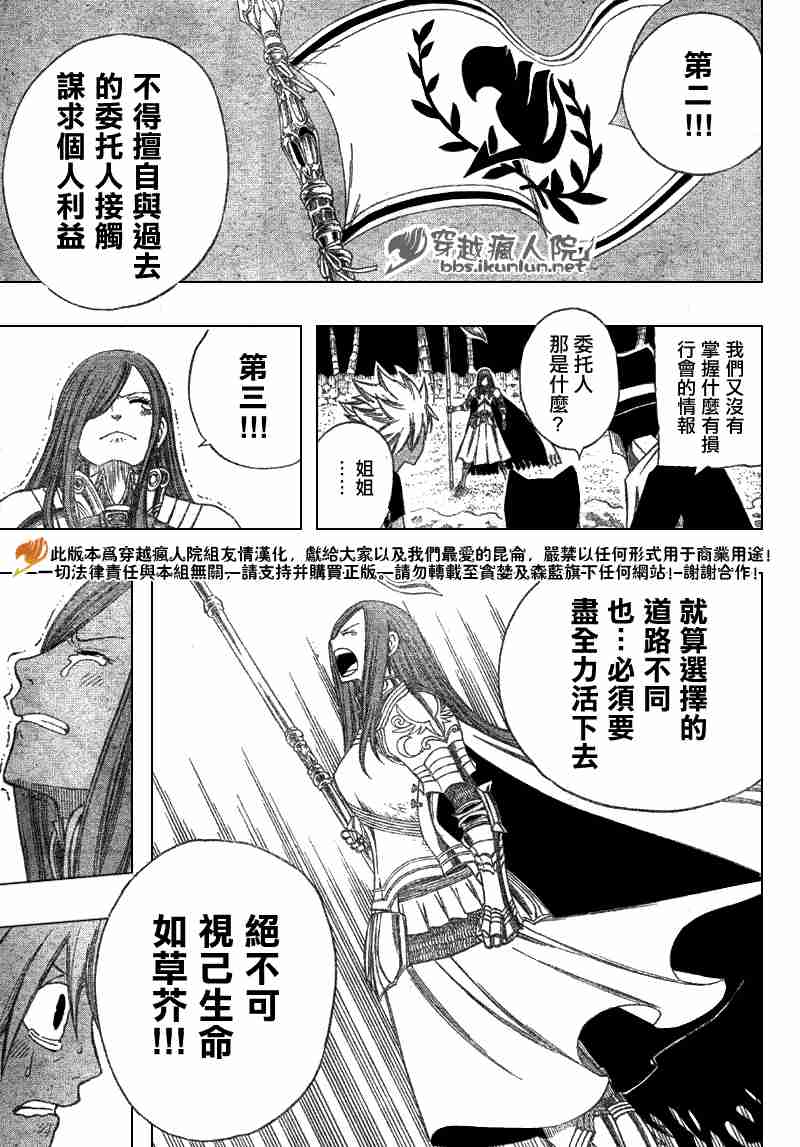 第二!!!
不得擅自與過去
的委托人接觸
謀求個人利益
穿越瘋人院
bbs.ikunlun.net
我們又沒有
掌握什麼有損
行會的情報
委托人
那是什麼?
姐姐
……
第三!!!
此版本爲穿越瘋人院組友情漢化，獻給大家以及我們最愛的昆侖，嚴禁以任何形式用于商業用途!
一切法律責任與本組無關，請支持并購買正版。請勿轉載至貪婪及森藍旗下任何網站!謝謝合作!
就算選擇的
道路不同
也…必須要
盡全力活下去
絕不可
視己生命
如草芥!!!